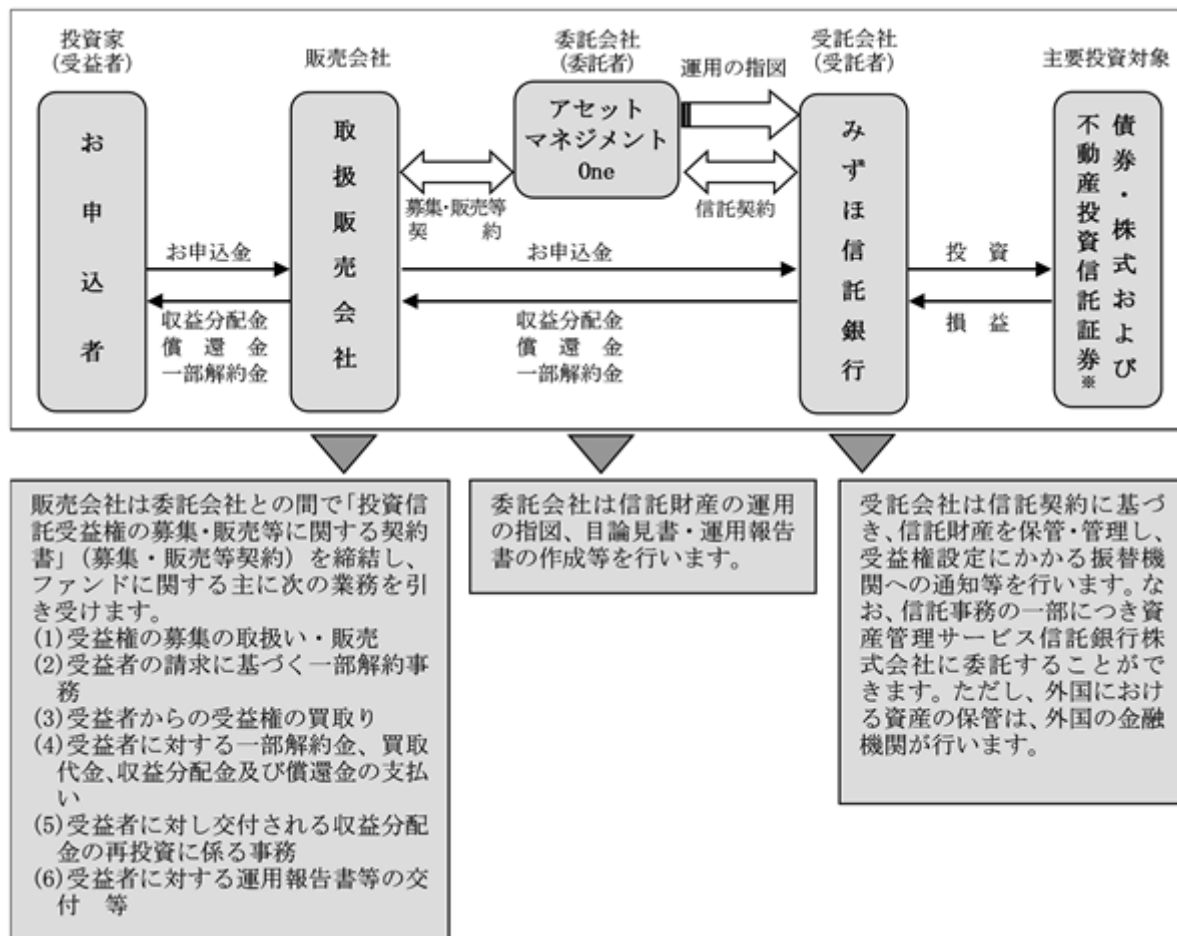 投資家
(受益者)
販売会社
委託会社
(委託者)
受託会社
(受託者)
主要投資対象
運用の指図
お申込者
取扱販売会社
アセット
マネジメント
One
みずほ信託銀行
債券・株式および
不動産投資信託証券※
募集・販売等
契　　約
信託契約
お申込金
お申込金
投　資
収益分配金
償　還　金
一部解約金
収益分配金
償　還　金
一部解約金
損　益
販売会社は委託会社との間で「投資信
託受益権の募集・販売等に関する契約
書」（募集・販売等契約）を締結し、
ファンドに関する主に次の業務を引
き受けます。
(1)受益権の募集の取扱い・販売
(2)受益者の請求に基づく一部解約事
務
(3)受益者からの受益権の買取り
(4)受益者に対する一部解約金、買取
代金、収益分配金及び償還金の支払
い
(5)受益者に対し交付される収益分配
金の再投資に係る事務
(6)受益者に対する運用報告書等の交
付　等
委託会社は信託財産の運用
の指図、目論見書・運用報告
書の作成等を行います。
受託会社は信託契約に基づ
き、信託財産を保管・管理し、
受益権設定にかかる振替機
関への通知等を行います。な
お、信託事務の一部につき資
産管理サービス信託銀行株
式会社に委託することがで
きます。ただし、外国におけ
る資産の保管は、外国の金融
機関が行います。